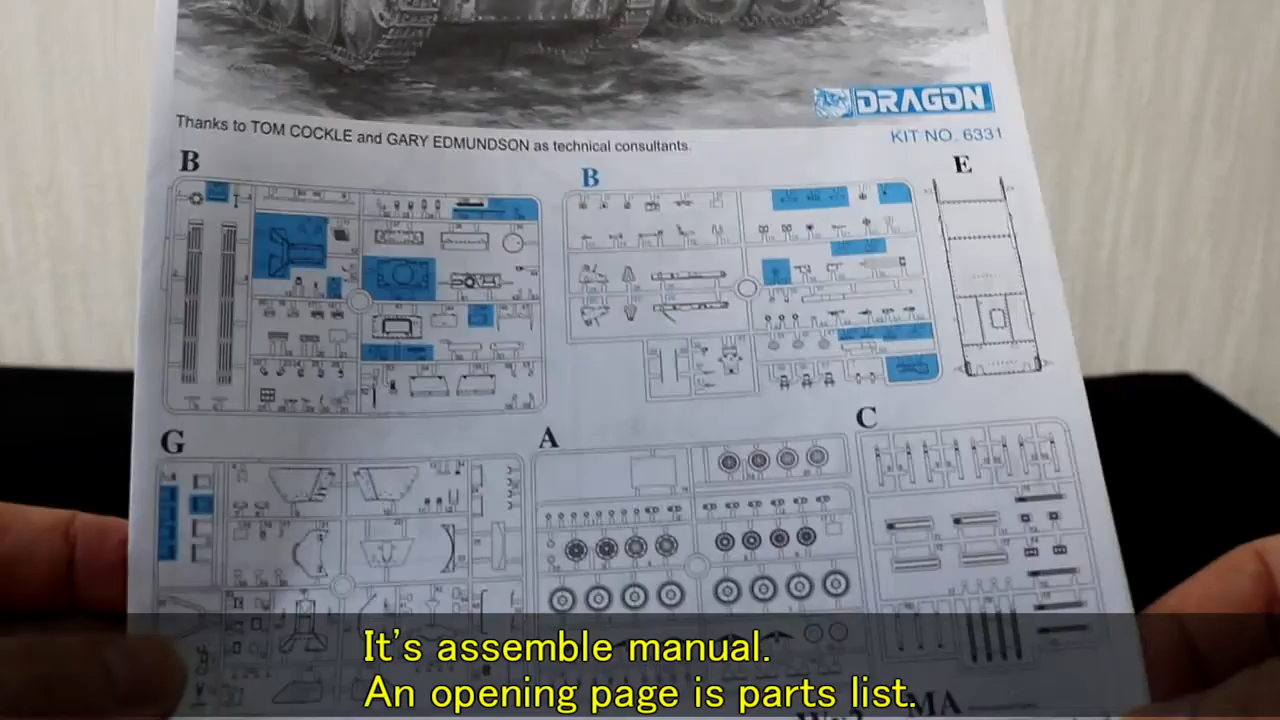 DRAGON
KIT NO. 6331
Thanks to TOM COCKLE and GARY EDMUNDSON as technical consultants.
B
B
E
G
A
C
MA
It's assemble manual.
An opening page is parts list.